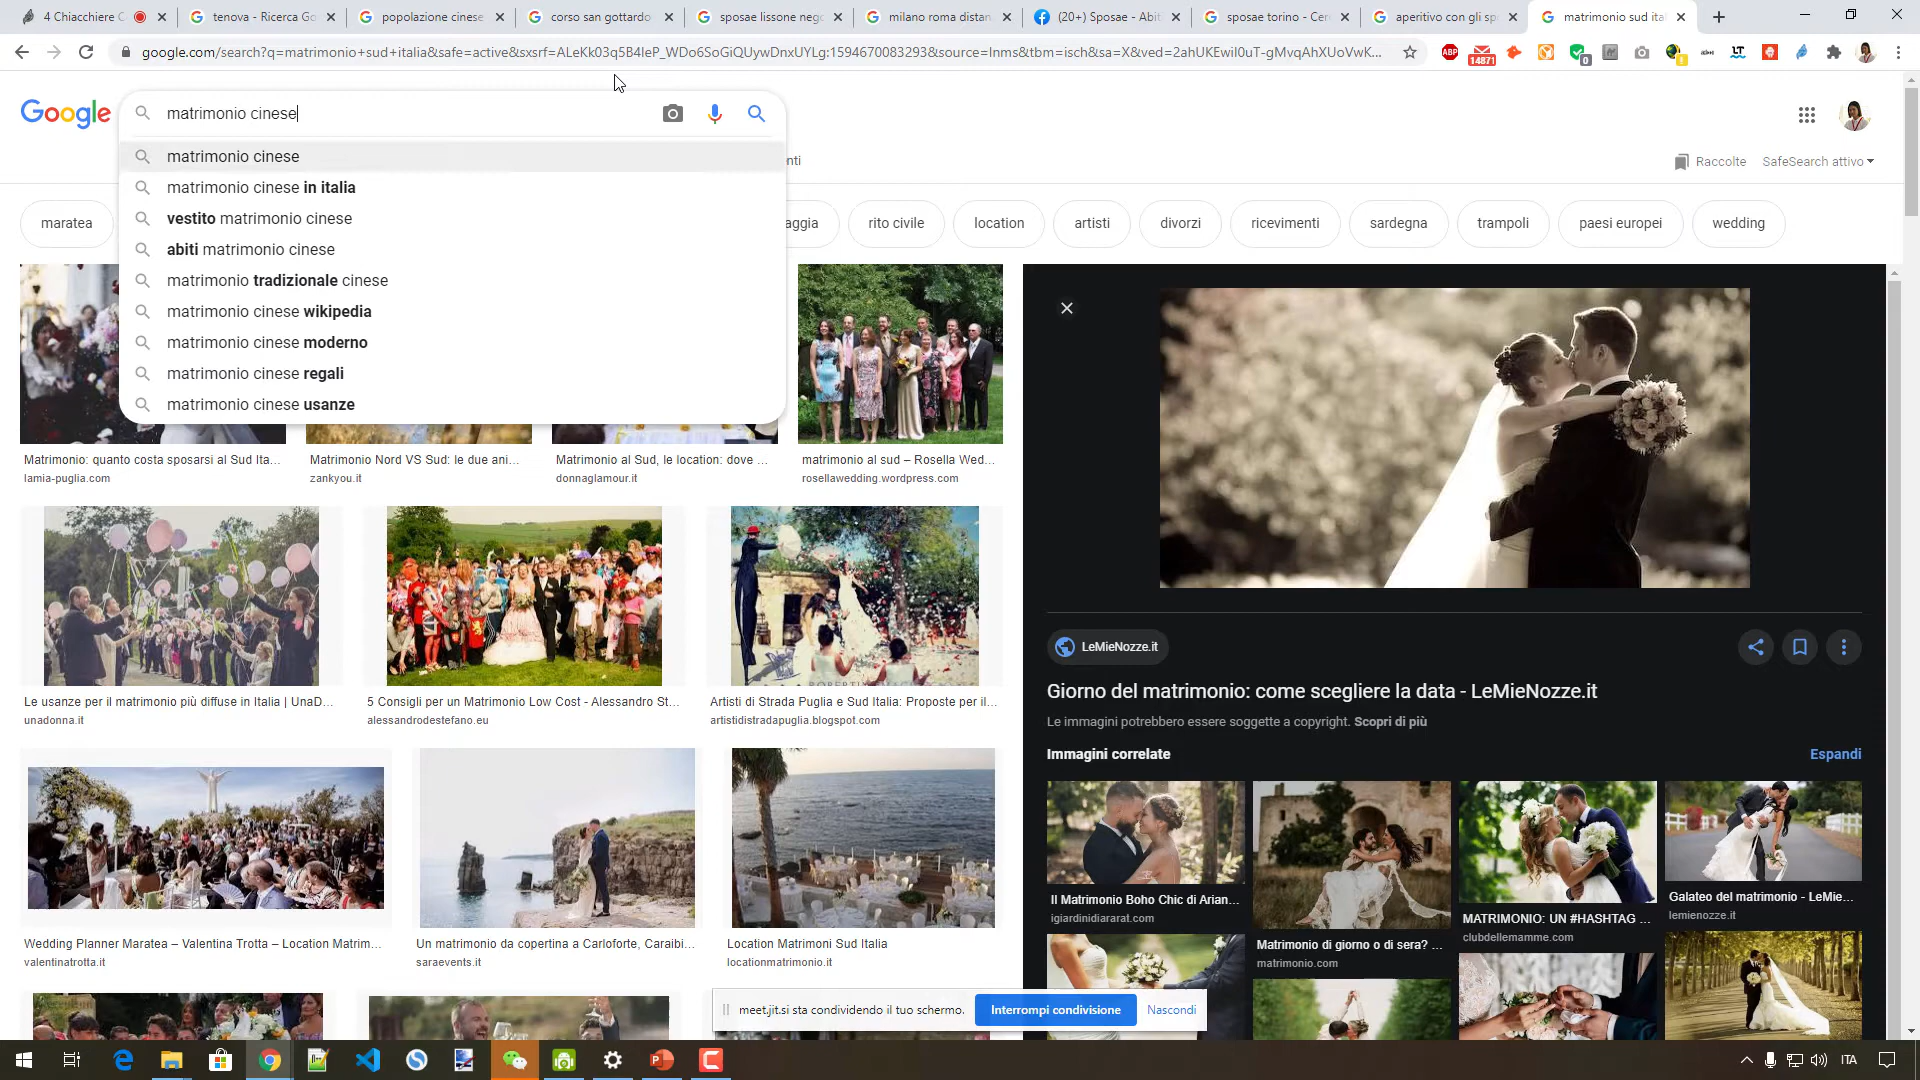 4 Chiacchiere C
tenova - Ricerca Go
popolazione cinese
corso san gottardo
sposae lissone nego
milano roma distan
(20+) Sposae - Abit
sposae torino - Cer
aperitivo con gli sp
matrimonio sud ital
google.com/search?q=matrimonio+sud+italia&safe=active&sxsrf=ALeKk03q5B4IeP_WDo6SoGiQUywDnxUYLg:1594670083293&source=lnms&tbm=isch&sa=X&ved=2ahUKEwiI0uT-gMvqAhXUoVwK...
ABP
14871
0
Google
matrimonio cinese
matrimonio cinese
matrimonio cinese in italia
vestito matrimonio cinese
abiti matrimonio cinese
matrimonio tradizionale cinese
matrimonio cinese wikipedia
matrimonio cinese moderno
matrimonio cinese regali
matrimonio cinese usanze
nti
Raccolte
SafeSearch attivo
maratea
aggia
rito civile
location
artisti
divorzi
ricevimenti
sardegna
trampoli
paesi europei
wedding
Matrimonio: quanto costa sposarsi al Sud Ita...
lamia-puglia.com
Matrimonio Nord VS Sud: le due ani...
zankyou.it
Matrimonio al Sud, le location: dove ...
donnaglamour.it
matrimonio al sud – Rosella Wed...
rosellawedding.wordpress.com
Le usanze per il matrimonio più diffuse in Italia | UnaD...
unadonna.it
5 Consigli per un Matrimonio Low Cost - Alessandro St...
alessandrodestefano.eu
Artisti di Strada Puglia e Sud Italia: Proposte per il...
artistidistradapuglia.blogspot.com
Wedding Planner Maratea – Valentina Trotta – Location Matrim...
valentinatrotta.it
Un matrimonio da copertina a Carloforte, Caraibi...
saraevents.it
Location Matrimoni Sud Italia
locationmatrimonio.it
LeMieNozze.it
Giorno del matrimonio: come scegliere la data - LeMieNozze.it
Le immagini potrebbero essere soggette a copyright. Scopri di più
Immagini correlate
Espandi
Il Matrimonio Boho Chic di Arian...
igiardinidiararat.com
Matrimonio di giorno o di sera? ...
matrimonio.com
MATRIMONIO: UN #HASHTAG ...
clubdellemamme.com
Galateo del matrimonio - LeMie...
lemienozze.it
meet.jit.si sta condividendo il tuo schermo.
Interrompi condivisione
Nascondi
ITA